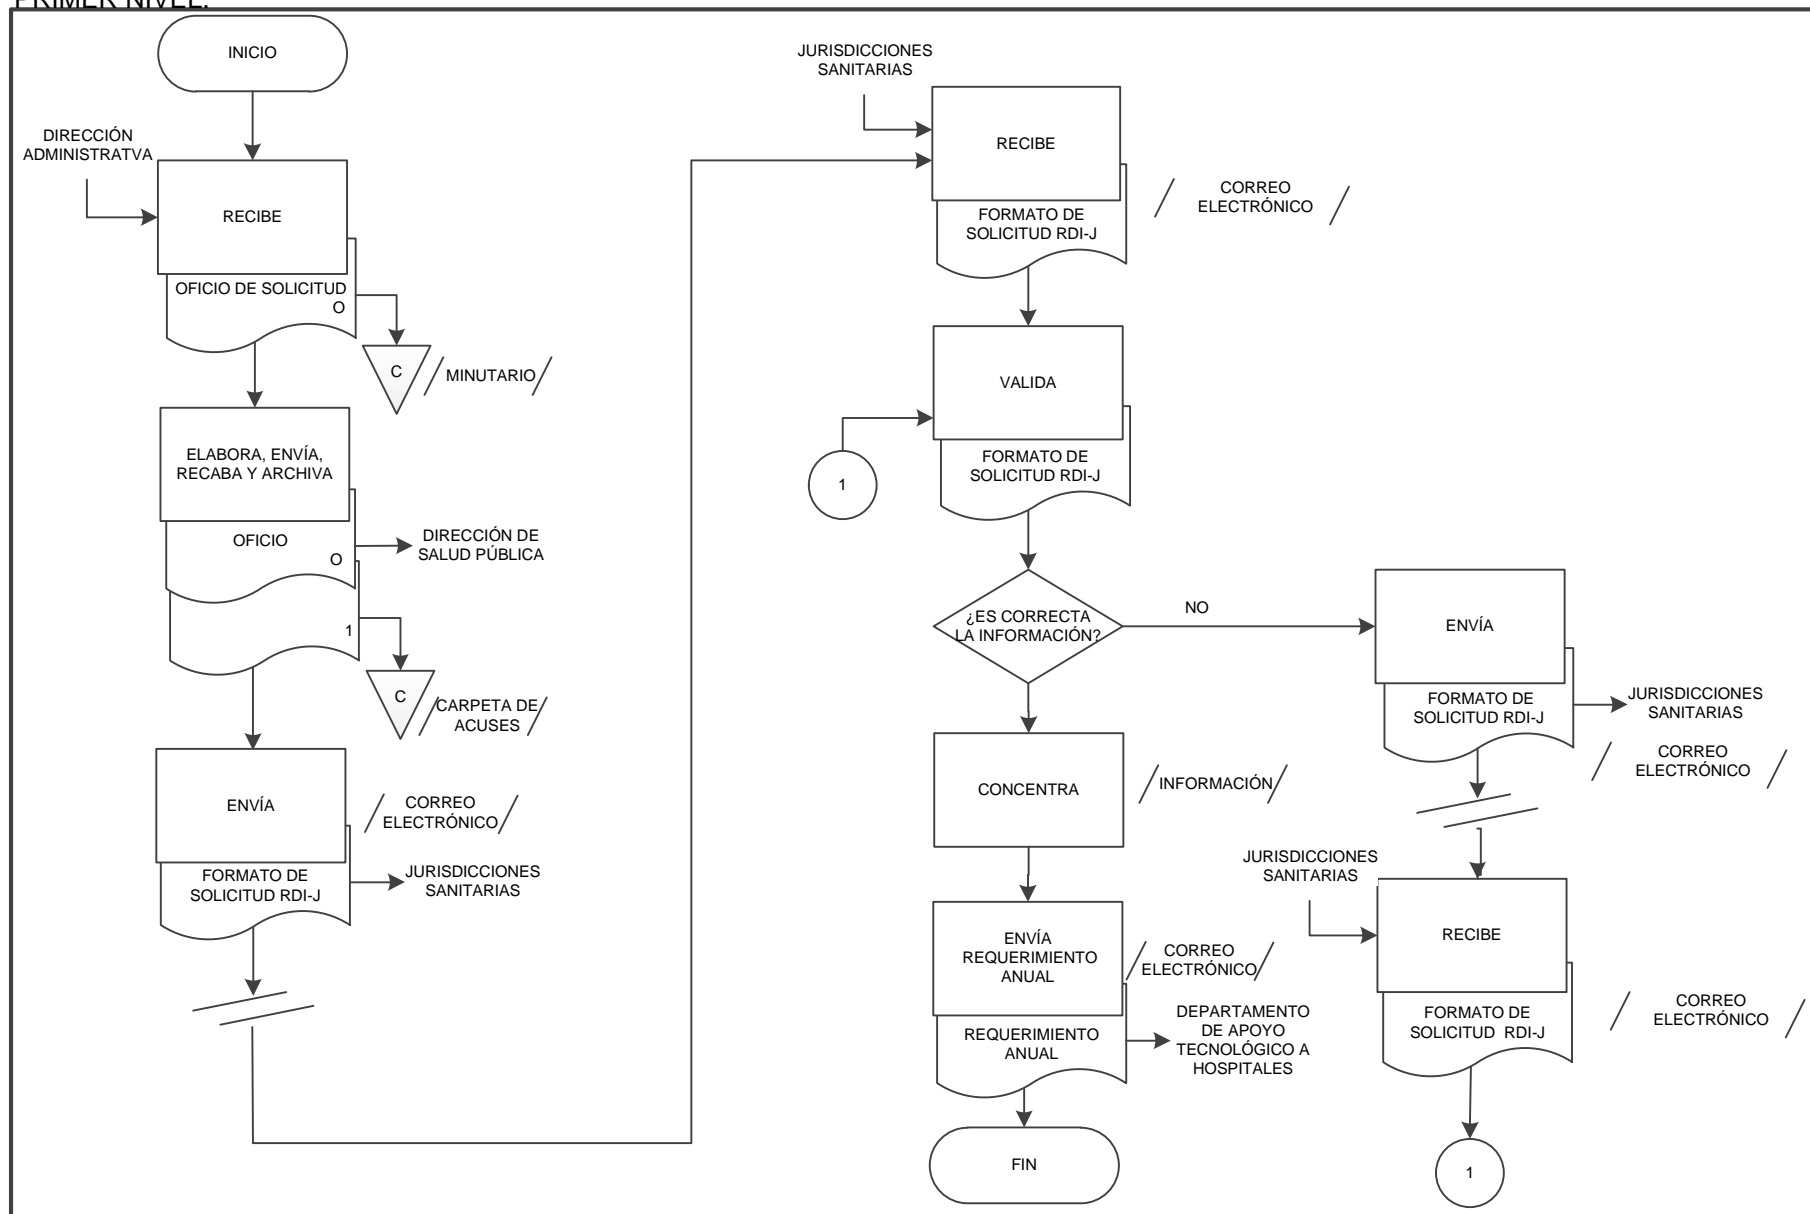 PRIMER NIVEL.
INICIO
DIRECCIÓN
ADMINISTRATVA
RECIBE
OFICIO DE SOLICITUD
O
C
MINUTARIO
ELABORA, ENVÍA,
RECABA Y ARCHIVA
OFICIO
O
DIRECCIÓN DE
SALUD PÚBLICA
1
C
CARPETA DE
ACUSES
ENVÍA
CORREO
ELECTRÓNICO
FORMATO DE
SOLICITUD RDI-J
JURISDICCIONES
SANITARIAS
JURISDICCIONES
SANITARIAS
RECIBE
CORREO
ELECTRÓNICO
FORMATO DE
SOLICITUD RDI-J
VALIDA
FORMATO DE
SOLICITUD RDI-J
1
¿ES CORRECTA
LA INFORMACIÓN?
NO
CONCENTRA
INFORMACIÓN
ENVÍA
REQUERIMIENTO
ANUAL
CORREO
ELECTRÓNICO
REQUERIMIENTO
ANUAL
DEPARTAMENTO
DE APOYO
TECNOLÓGICO A
HOSPITALES
FIN
ENVÍA
FORMATO DE
SOLICITUD RDI-J
JURISDICCIONES
SANITARIAS
CORREO
ELECTRÓNICO
JURISDICCIONES
SANITARIAS
RECIBE
FORMATO DE
SOLICITUD RDI-J
CORREO
ELECTRÓNICO
1